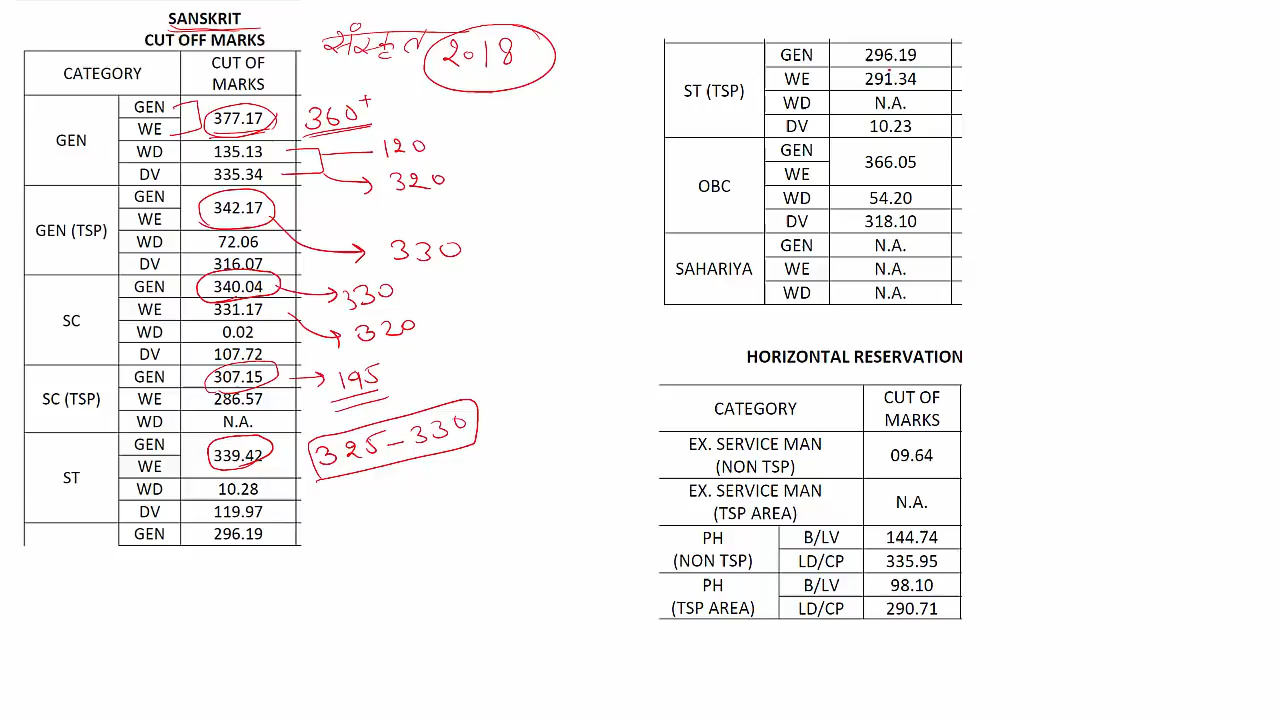 SANSKRIT
CUT OFF MARKS
संस्कृत 2018
CATEGORY CUT OF MARKS
GEN GEN WE 377.17 360+
WD 135.13 120
DV 335.34 320
GEN (TSP) GEN WE 342.17 330
WD 72.06
DV 316.07
SC GEN 340.04 330
WE 331.17 320
WD 0.02
DV 107.72
SC (TSP) GEN 307.15 195
WE 286.57
WD N.A.
ST GEN WE 339.42 325-330
WD 10.28
DV 119.97
GEN 296.19
ST (TSP) GEN 296.19
WE 291.34
WD N.A.
DV 10.23
OBC GEN WE 366.05
WD 54.20
DV 318.10
SAHARIYA GEN N.A.
WE N.A.
WD N.A.
HORIZONTAL RESERVATION
CATEGORY CUT OF MARKS
EX. SERVICE MAN (NON TSP) 09.64
EX. SERVICE MAN (TSP AREA) N.A.
PH (NON TSP) B/LV 144.74
LD/CP 335.95
PH (TSP AREA) B/LV 98.10
LD/CP 290.71